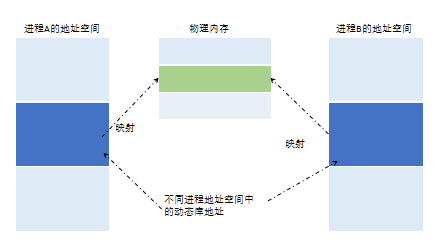 进程A的地址空间
物理内存
进程B的地址空间
映射
映射
不同进程地址空间中
的动态库地址